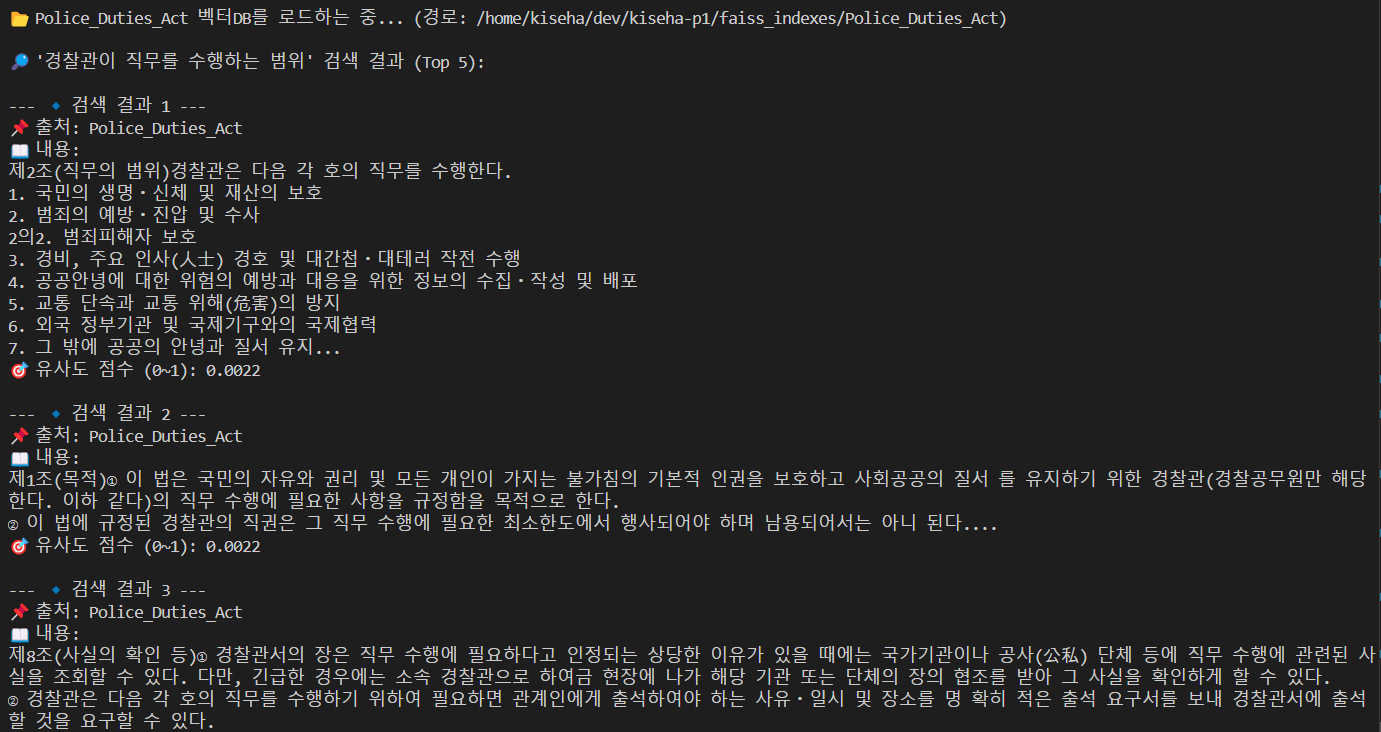 📂 Police_Duties_Act 벡터DB를 로드하는 중... (경로: /home/kiseha/dev/kiseha-p1/faiss_indexes/Police_Duties_Act)
🔎 '경찰관이 직무를 수행하는 범위' 검색 결과 (Top 5):
--- 🔹 검색 결과 1 ---
📌 출처: Police_Duties_Act
📖 내용:
제2조(직무의 범위)경찰관은 다음 각 호의 직무를 수행한다.
1. 국민의 생명·신체 및 재산의 보호
2. 범죄의 예방·진압 및 수사
2의2. 범죄피해자 보호
3. 경비, 주요 인사(人士) 경호 및 대간첩·대테러 작전 수행
4. 공공안녕에 대한 위험의 예방과 대응을 위한 정보의 수집·작성 및 배포
5. 교통 단속과 교통 위해(危害)의 방지
6. 외국 정부기관 및 국제기구와의 국제협력
7. 그 밖에 공공의 안녕과 질서 유지...
🎯 유사도 점수 (0~1): 0.0022
--- 🔹 검색 결과 2 ---
📌 출처: Police_Duties_Act
📖 내용:
제1조(목적)① 이 법은 국민의 자유와 권리 및 모든 개인이 가지는 불가침의 기본적 인권을 보호하고 사회공공의 질서 를 유지하기 위한 경찰관(경찰공무원만 해당
한다. 이하 같다)의 직무 수행에 필요한 사항을 규정함을 목적으로 한다.
② 이 법에 규정된 경찰관의 직권은 그 직무 수행에 필요한 최소한도에서 행사되어야 하며 남용되어서는 아니 된다....
🎯 유사도 점수 (0~1): 0.0022
--- 🔹 검색 결과 3 ---
📌 출처: Police_Duties_Act
📖 내용:
제8조(사실의 확인 등)① 경찰관서의 장은 직무 수행에 필요하다고 인정되는 상당한 이유가 있을 때에는 국가기관이나 공사(公私) 단체 등에 직무 수행에 관련된 사
실을 조회할 수 있다. 다만, 긴급한 경우에는 소속 경찰관으로 하여금 현장에 나가 해당 기관 또는 단체의 장의 협조를 받아 그 사실을 확인하게 할 수 있다.
② 경찰관은 다음 각 호의 직무를 수행하기 위하여 필요하면 관계인에게 출석하여야 하는 사유·일시 및 장소를 명 확히 적은 출석 요구서를 보내 경찰관서에 출석
할 것을 요구할 수 있다.